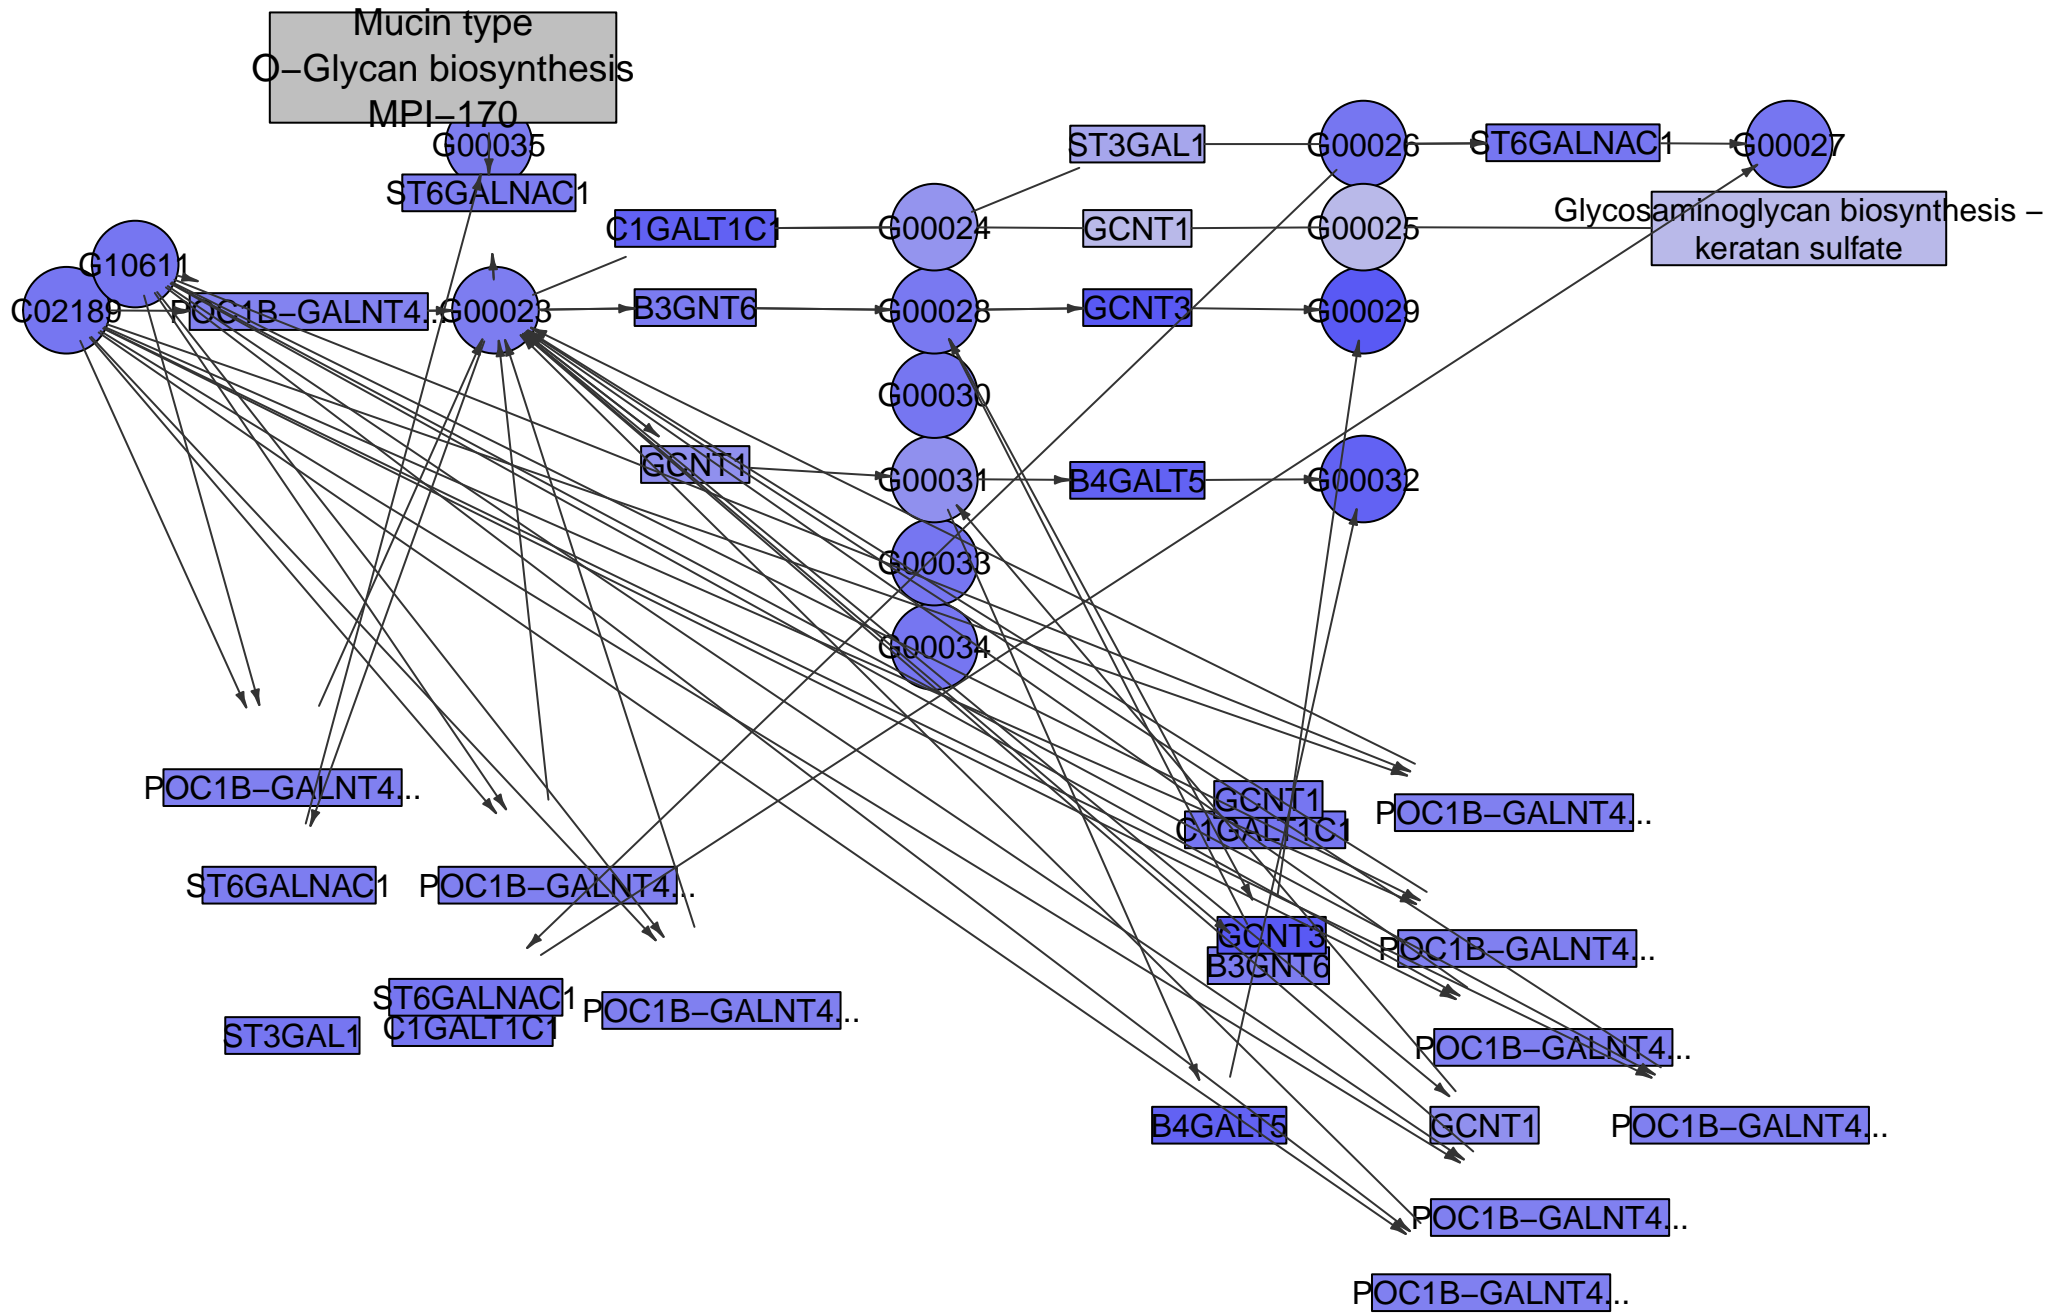 Mucin type
O−Glycan biosynthesis
MPI−170
G00035
ST3GAL1
G00026
ST6GALNAC1
G00027
ST6GALNAC1
C1GALT1C1
G00024
GCNT1
G00025
Glycosaminoglycan biosynthesis −
keratan sulfate
G10611
C02189
POC1B−GALNT4...
G00023
B3GNT6
G00028
GCNT3
G00029
G00030
GCNT1
G00031
B4GALT5
G00032
G00033
G00034
POC1B−GALNT4...
GCNT1
POC1B−GALNT4...
C1GALT1C1
ST6GALNAC1
POC1B−GALNT4...
GCNT3
POC1B−GALNT4...
B3GNT6
ST6GALNAC1
POC1B−GALNT4...
ST3GAL1
C1GALT1C1
POC1B−GALNT4...
B4GALT5
GCNT1
POC1B−GALNT4...
POC1B−GALNT4...
POC1B−GALNT4...